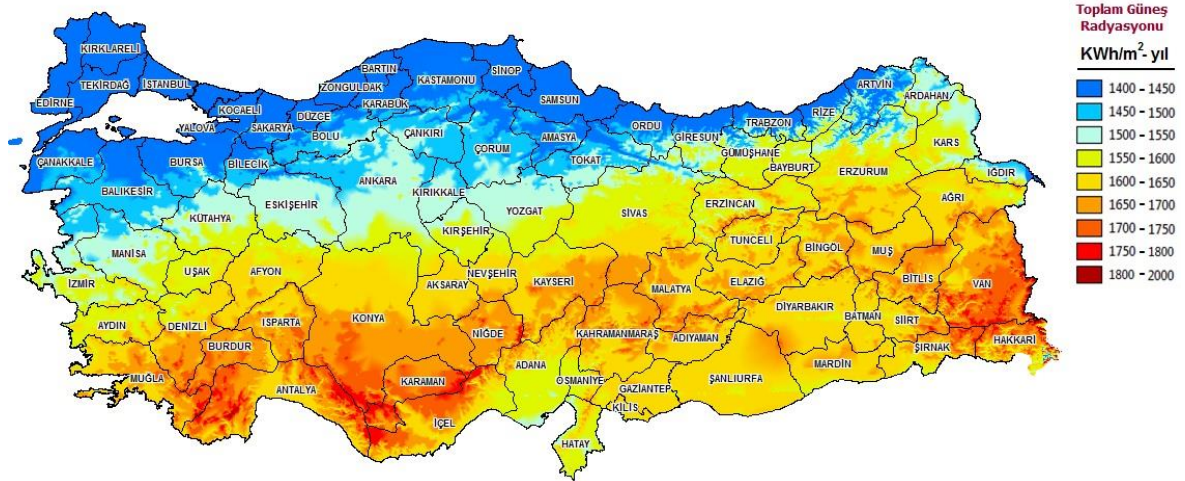 Toplam Güneş
Radyasyonu
KWh/m²- yıl
1400 - 1450
1450 - 1500
1500 - 1550
1550 - 1600
1600 - 1650
1650 - 1700
1700 - 1750
1750 - 1800
1800 - 2000
KIRKLARELİ
TEKİRDAĞ
İSTANBUL
EDİRNE
KOCAELİ
YALOVA
SAKARYA
DÜZCE
ZONGULDAK
BARTIN
KARABÜK
KASTAMONU
SİNOP
SAMSUN
BOLU
ÇANKIRI
ÇORUM
AMASYA
ORDU
TOKAT
GİRESUN
TRABZON
RİZE
ARTVİN
ARDAHAN
KARS
GÜMÜŞHANE
BAYBURT
ERZURUM
IĞDIR
AĞRI
ÇANAKKALE
BURSA
BİLECİK
BALIKESİR
KÜTAHYA
ESKİŞEHİR
ANKARA
KIRIKKALE
YOZGAT
KIRŞEHİR
SİVAS
ERZİNCAN
TUNCELİ
BİNGÖL
MUŞ
BİTLİS
VAN
MANİSA
UŞAK
AFYON
İZMİR
AKSARAY
NEVŞEHİR
KAYSERİ
MALATYA
ELAZIĞ
DİYARBAKIR
BATMAN
SİİRT
AYDIN
DENİZLİ
ISPARTA
BURDUR
KONYA
NİĞDE
KAHRAMANMARAŞ
ADIYAMAN
ŞIRNAK
HAKKARİ
MUĞLA
ANTALYA
KARAMAN
ADANA
OSMANİYE
GAZİANTEP
KİLİS
ŞANLIURFA
MARDİN
İÇEL
HATAY